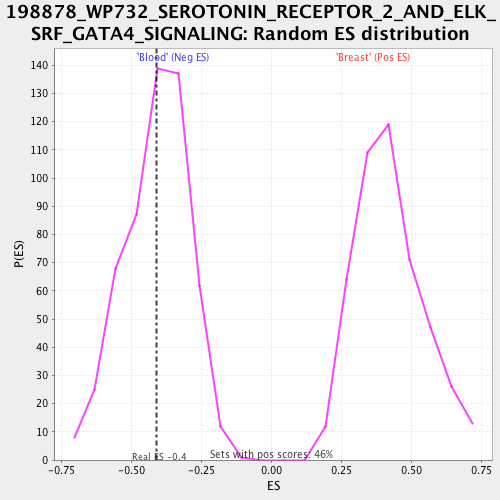 198878_WP732_SEROTONIN_RECEPTOR_2_AND_ELK_
SRF_GATA4_SIGNALING: Random ES distribution
'Blood' (Neg ES)
'Breast' (Pos ES)
140
130
120
110
100
90
80
70
60
50
40
30
20
10
0
P(ES)
Real ES -0.4
Sets with pos scores: 46%
-0.75
-0.50
-0.25
0.00
0.25
0.50
0.75
ES